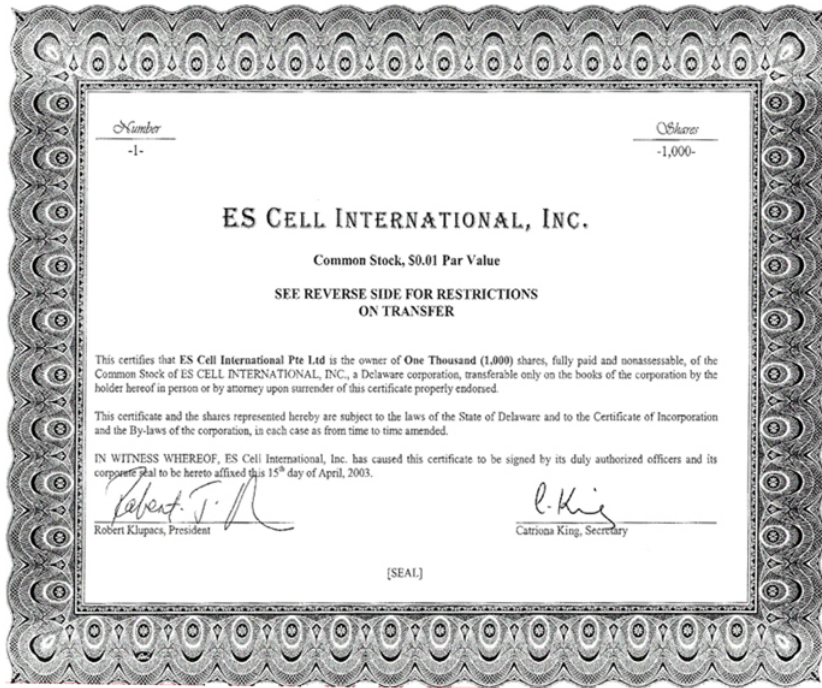 Number
-1-
Shares
-1,000-
ES CELL INTERNATIONAL, INC.
Common Stock, $0.01 Par Value
SEE REVERSE SIDE FOR RESTRICTIONS
ON TRANSFER
This certifies that ES Cell International Pte Ltd is the owner of One Thousand (1,000) shares, fully paid and nonassessable, of the
Common Stock of ES CELL INTERNATIONAL, INC., a Delaware corporation, transferable only on the books of the corporation by the
holder hereof in person or by attorney upon surrender of this certificate properly endorsed.
This certificate and the shares represented hereby are subject to the laws of the State of Delaware and to the Certificate of Incorporation
and the By-laws of the corporation, in each case as from time to time amended.
IN WITNESS WHEREOF, ES Cell International, Inc. has caused this certificate to be signed by its duly authorized officers and its
corporate seal to be hereto affixed this 15th day of April, 2003.
C. King
Robert Klupacs, President
Catriona King, Secretary
[SEAL]